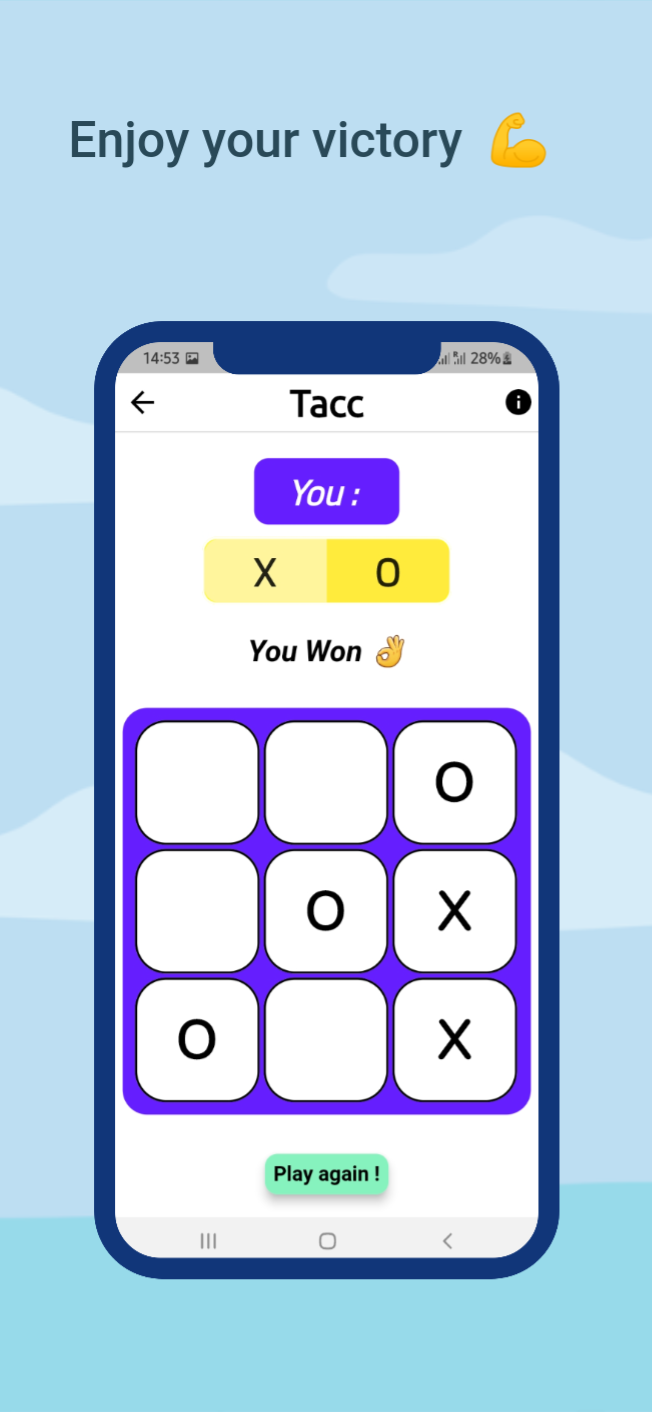 Enjoy your victory 💪
14:53 28%
Tacc
You :
X O
You Won 👌
O
O X
O X
Play again !